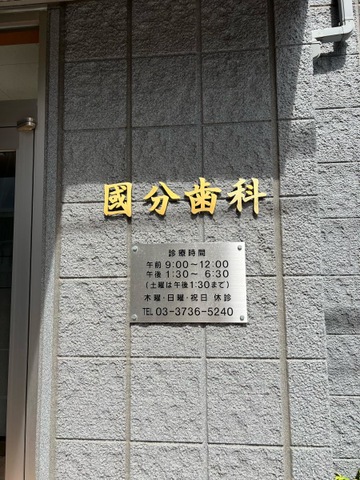 國分歯科
診療時間
午前 9:00〜12:00
午後 1:30〜 6:30
(土曜は午後1:30まで)
木曜・日曜・祝日 休診
TEL 03-3736-5240